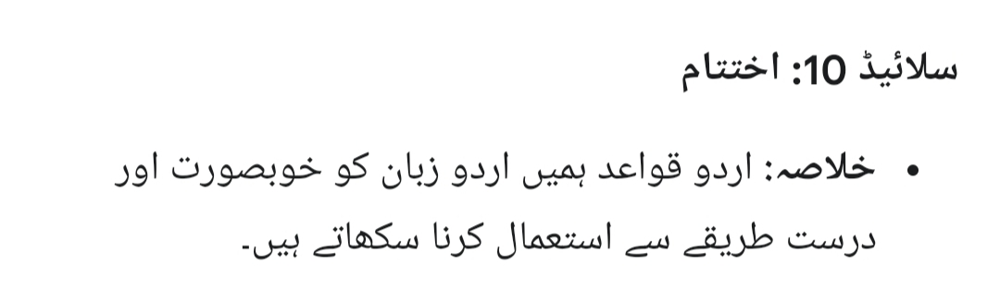 سلائیڈ 10: اختتام
• خلاصہ: اردو قواعد ہمیں اردو زبان کو خوبصورت اور
درست طریقے سے استعمال کرنا سکھاتے ہیں۔